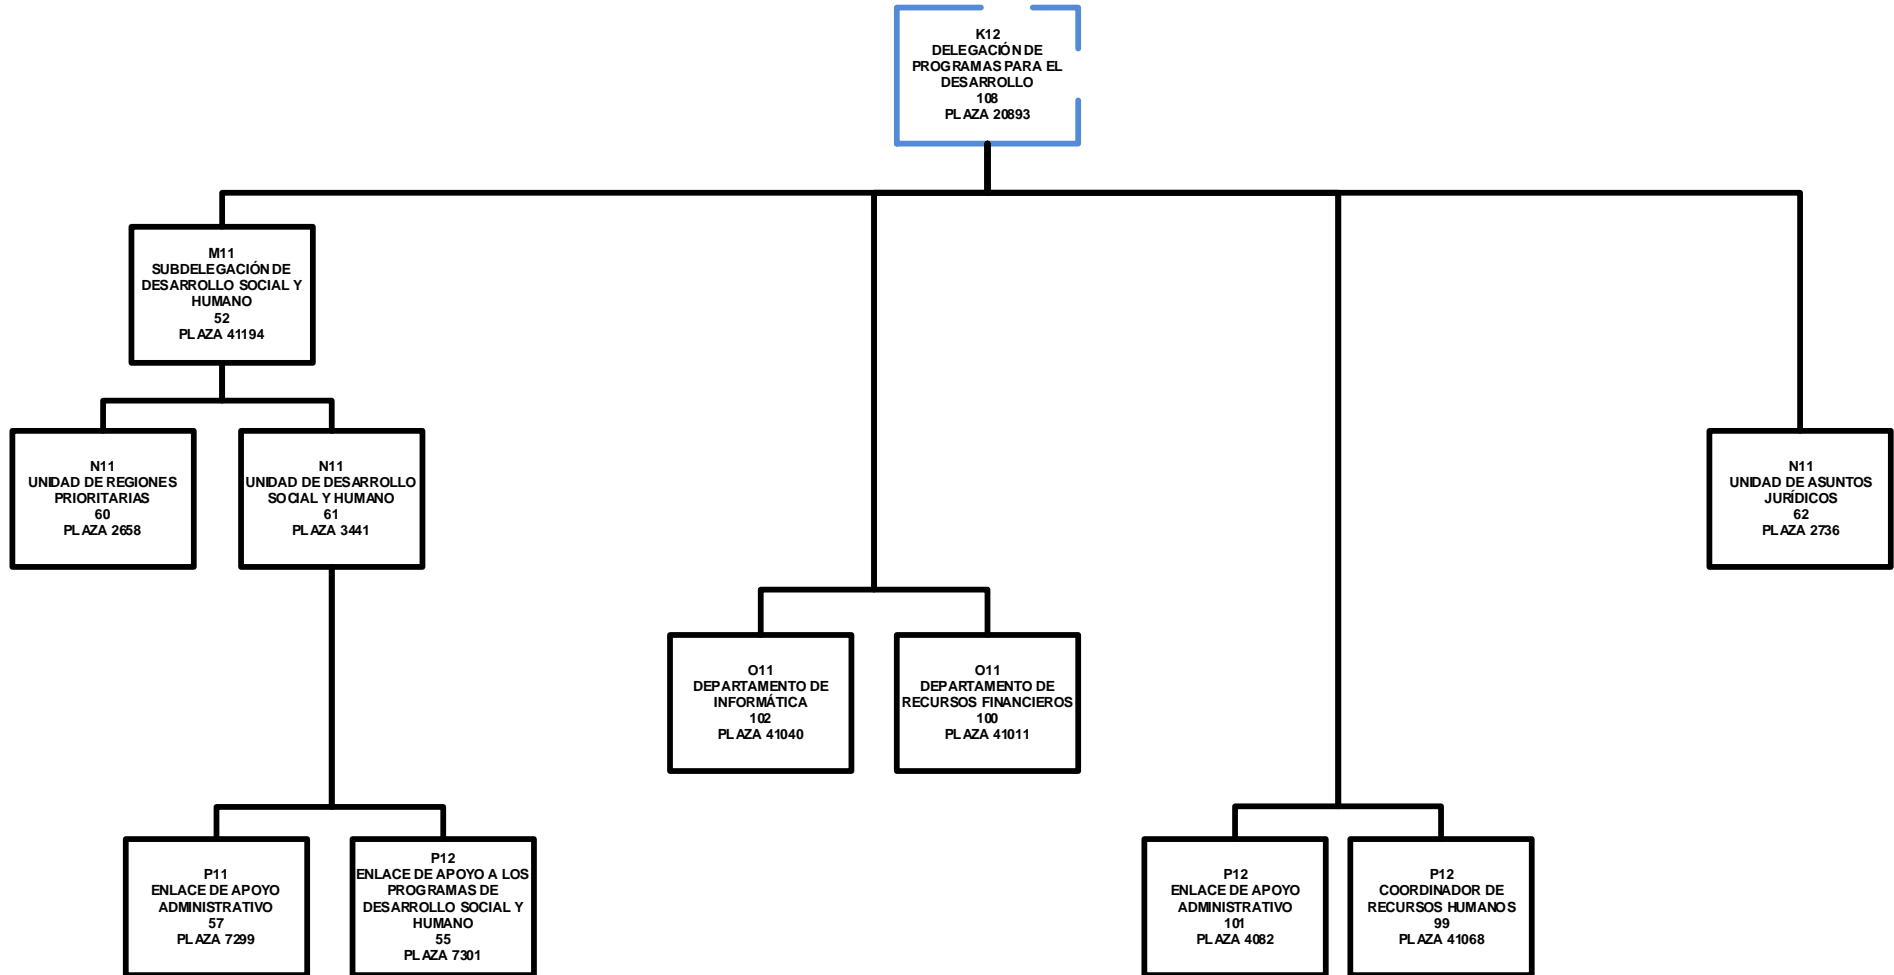 K12
DELEGACIÓN DE
PROGRAMAS PARA EL
DESARROLLO
108
PLAZA 20893
M11
SUBDELEGACIÓN DE
DESARROLLO SOCIAL Y
HUMANO
52
PLAZA 41194
N11
UNIDAD DE REGIONES
PRIORITARIAS
60
PLAZA 2658
N11
UNIDAD DE DESARROLLO
SOCIAL Y HUMANO
61
PLAZA 3441
N11
UNIDAD DE ASUNTOS
JURÍDICOS
62
PLAZA 2736
O11
DEPARTAMENTO DE
INFORMÁTICA
102
PLAZA 41040
O11
DEPARTAMENTO DE
RECURSOS FINANCIEROS
100
PLAZA 41011
P11
ENLACE DE APOYO
ADMINISTRATIVO
57
PLAZA 7299
P12
ENLACE DE APOYO A LOS
PROGRAMAS DE
DESARROLLO SOCIAL Y
HUMANO
55
PLAZA 7301
P12
ENLACE DE APOYO
ADMINISTRATIVO
101
PLAZA 4082
P12
COORDINADOR DE
RECURSOS HUMANOS
99
PLAZA 41068